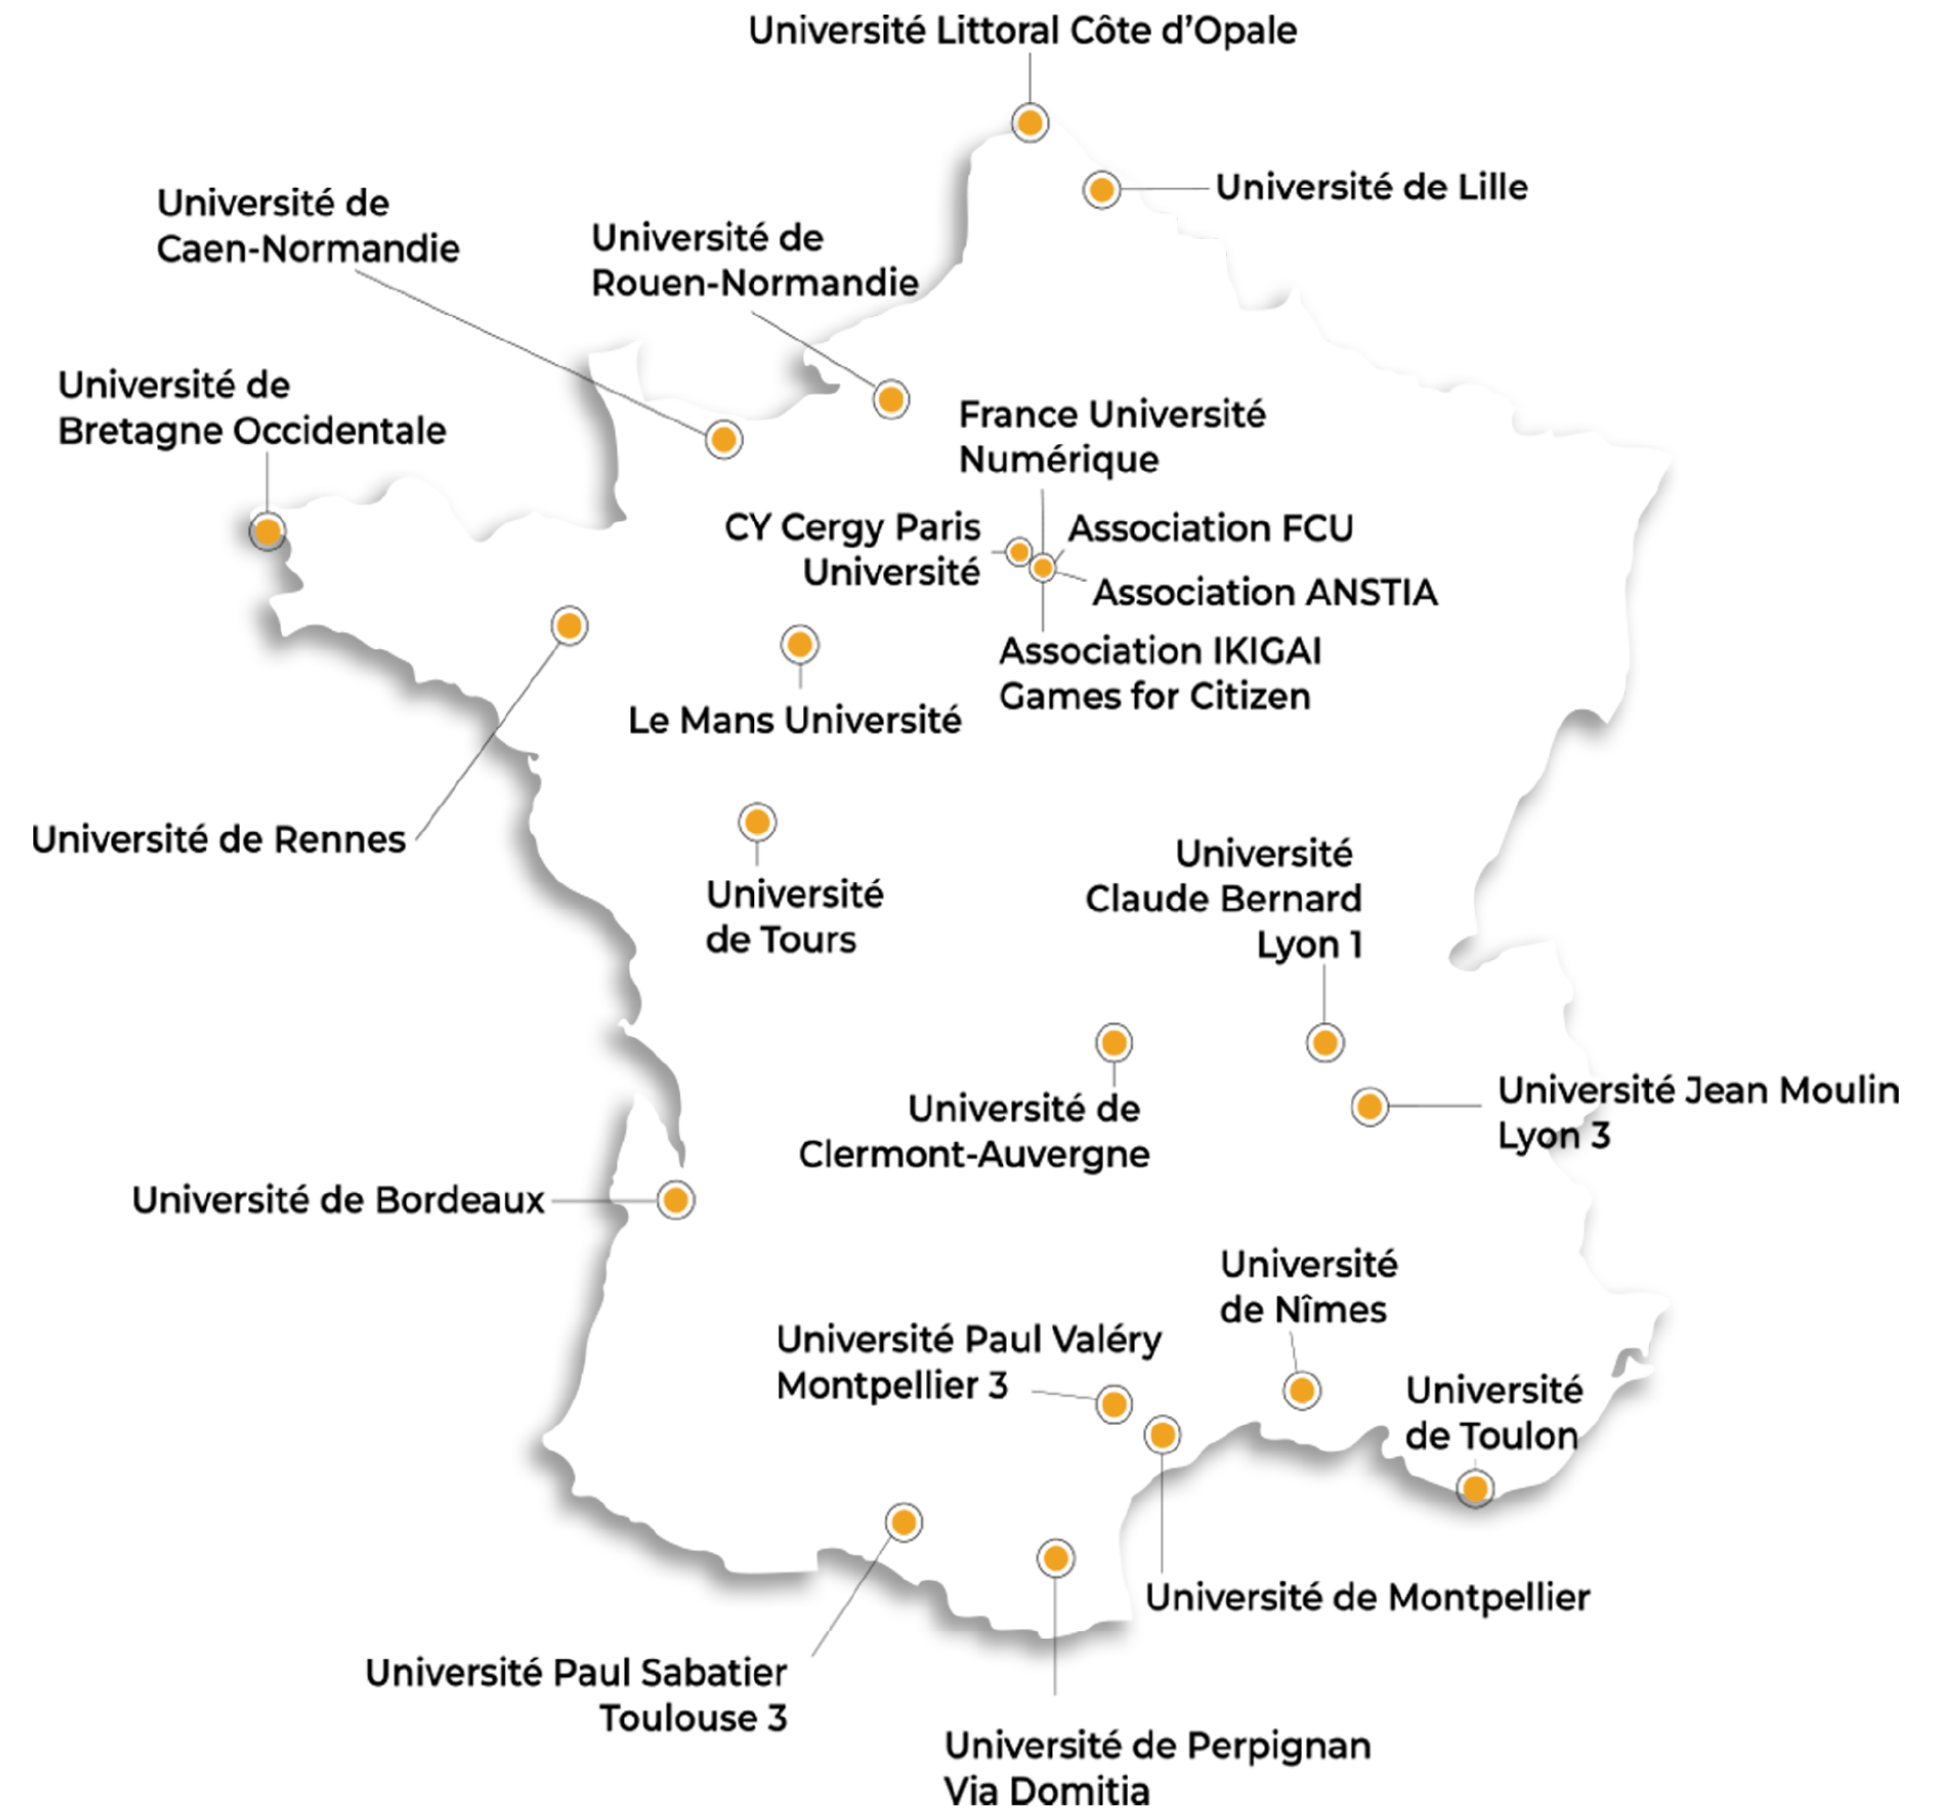 Université Littoral Côte d’Opale
Université de Lille
Université de
Caen-Normandie
Université de
Rouen-Normandie
Université de
Bretagne Occidentale
France Université
Numérique
CY Cergy Paris
Université
Association FCU
Association ANSTIA
Association IKIGAI
Games for Citizen
Le Mans Université
Université de Rennes
Université
de Tours
Université
Claude Bernard
Lyon 1
Université de
Clermont-Auvergne
Université Jean Moulin
Lyon 3
Université de Bordeaux
Université
de Nîmes
Université Paul Valéry
Montpellier 3
Université
de Toulon
Université de Montpellier
Université Paul Sabatier
Toulouse 3
Université de Perpignan
Via Domitia